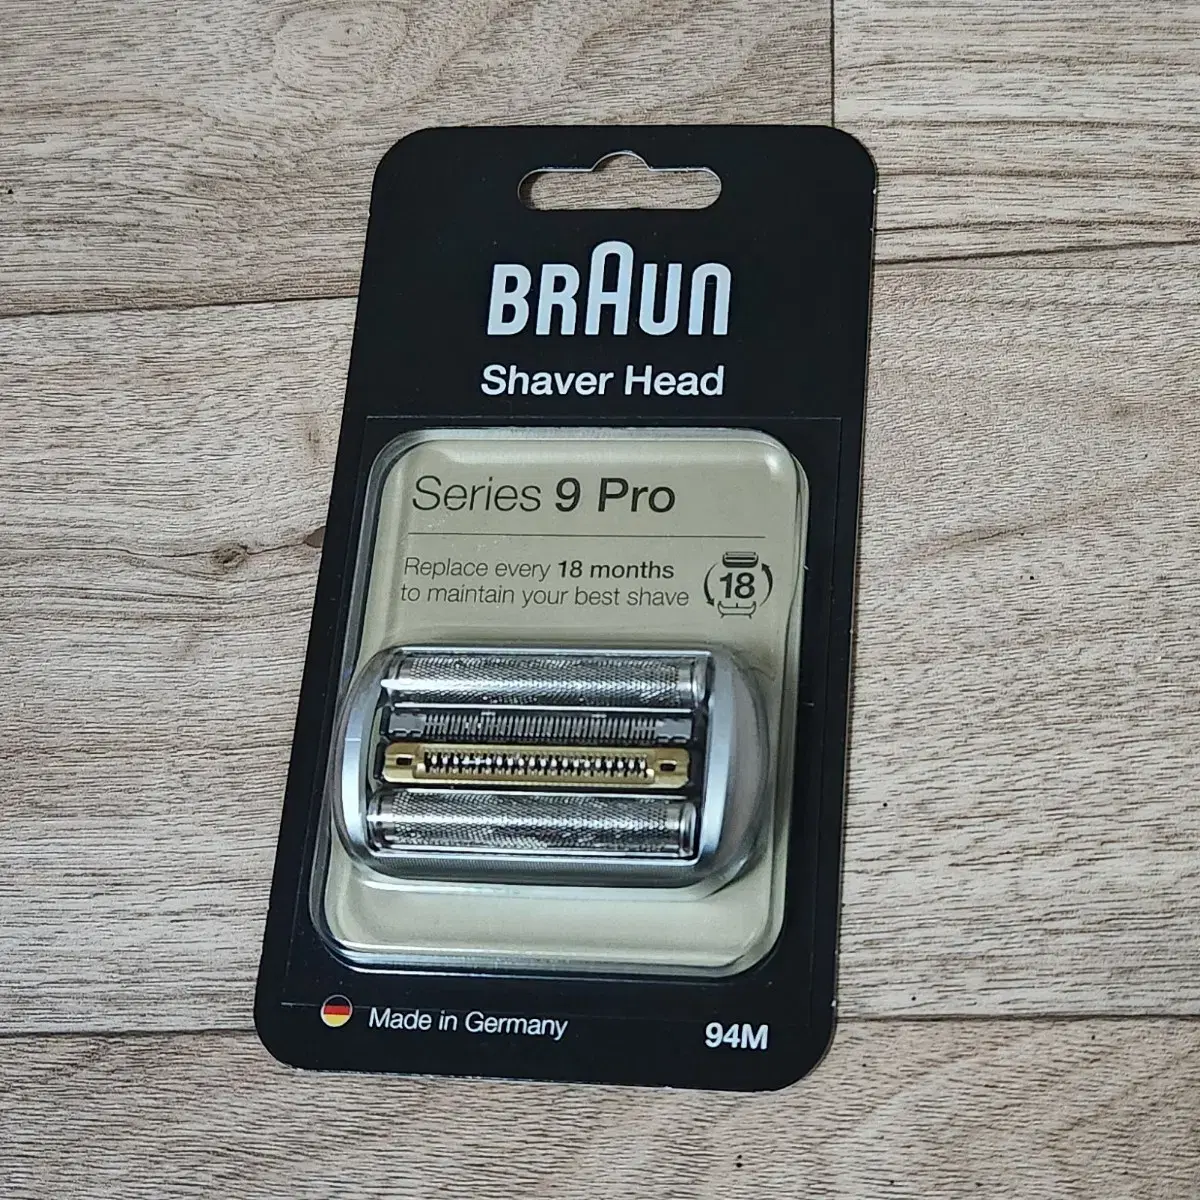 BRAUN
Shaver Head
Series 9 Pro
Replace every 18 months
to maintain your best shave
18
Made in Germany
94M